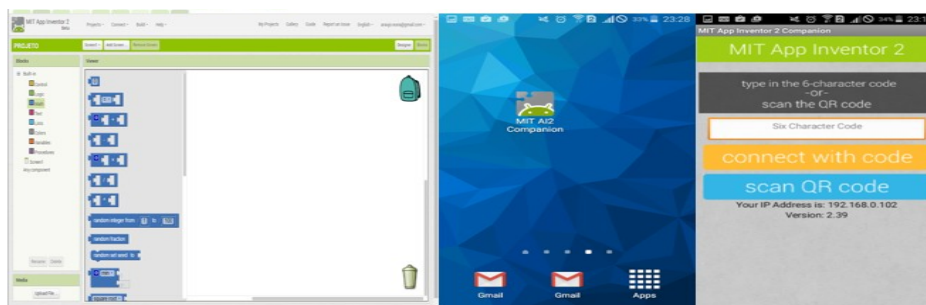 MIT App Inventor 2
Beta
Projects
Connect
Build
Help
My Projects
Gallery
Guide
Report an Issue
English
PROJETO
Screen1
Add Screen...
Remove Screen
Designer
Blocks
Blocks
Viewer
Built-in
Control
Logic
Math
Text
Lists
Colors
Variables
Procedures
Screen1
Any component
Rename
Delete
Media
Upload File...
random integer from
to
random fraction
random set seed to
min
square root
33% 23:28
MIT AI2
Companion
Gmail
Gmail
Apps
34%
MIT App Inventor 2 Companion
MIT App Inventor 2
type in the 6-character code
-or-
scan the QR code
Six Character Code
connect with code
scan QR code
Your IP Address is: 192.168.0.102
Version: 2.39